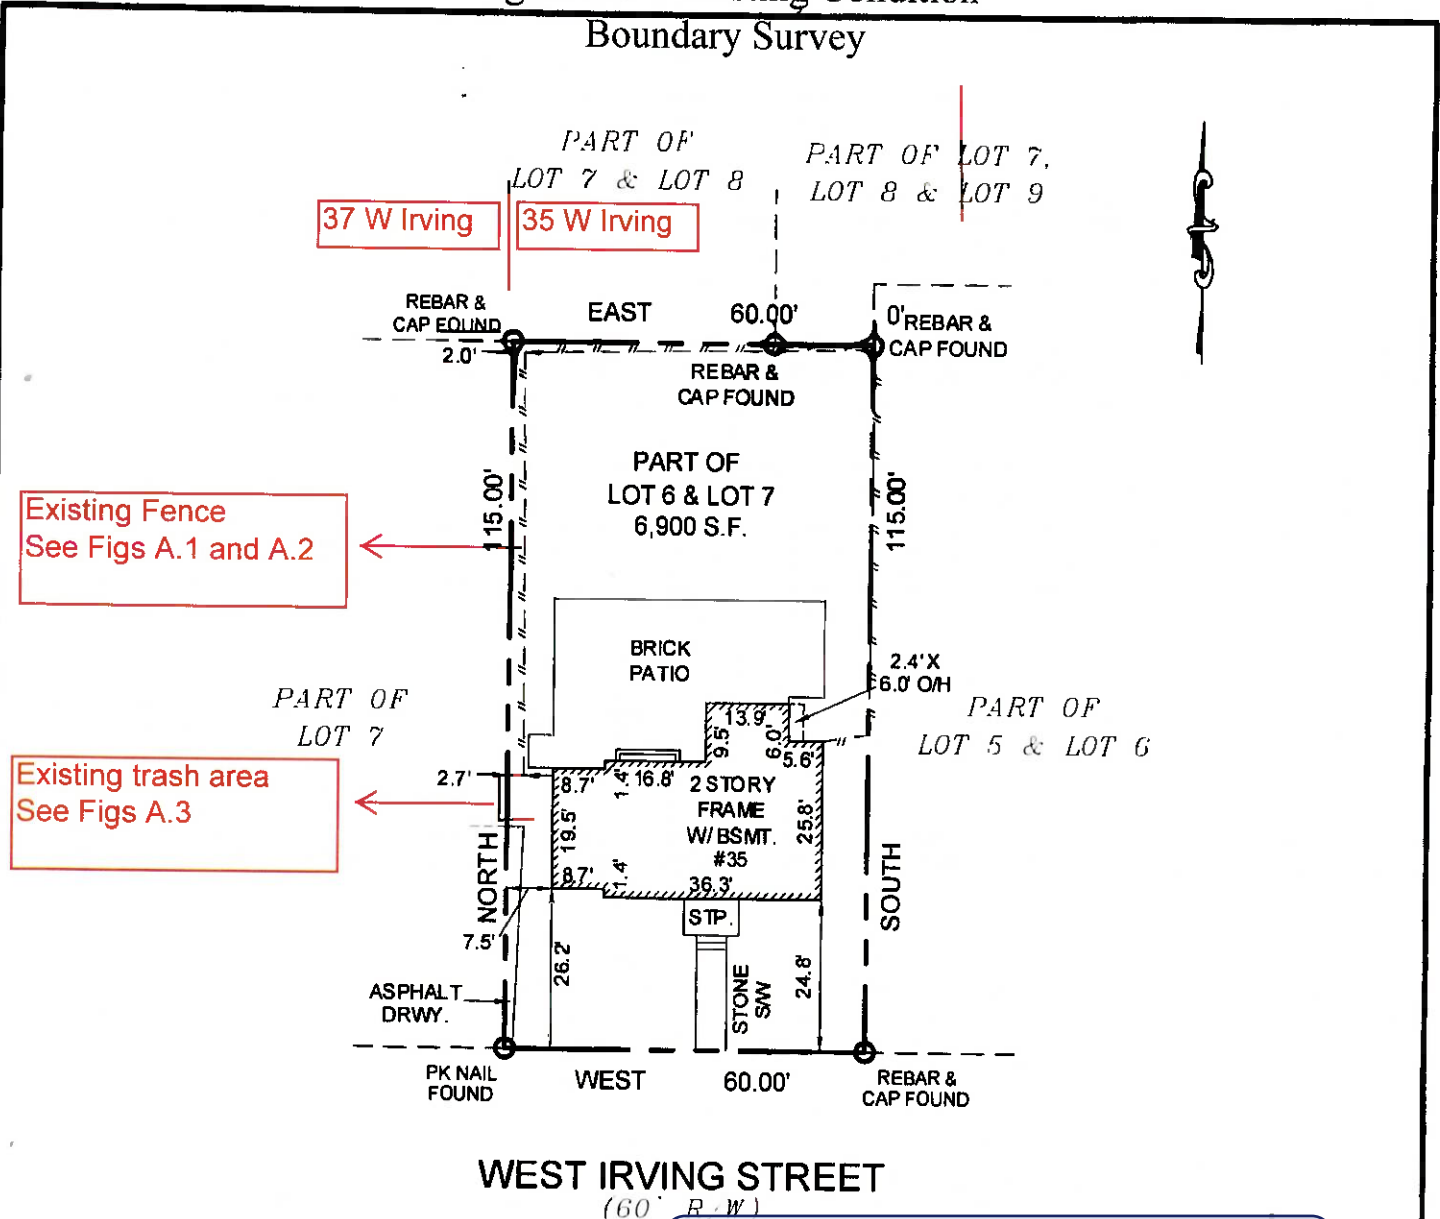 Condition
Boundary Survey
PART OF
LOT 7 & LOT 8
PART OF LOT 7,
LOT 8 & LOT 9
37 W Irving
35 W Irving
REBAR &
CAP FOUND
EAST
60.00'
0'
REBAR &
CAP FOUND
2.0'
REBAR &
CAP FOUND
PART OF
LOT 6 & LOT 7
6,900 S.F.
115.00'
115.00'
Existing Fence
See Figs A.1 and A.2
BRICK
PATIO
2.4' X
6.0' O/H
PART OF
LOT 7
PART OF
LOT 5 & LOT 6
13.9'
9.5'
6.0'
5.6'
Existing trash area
See Figs A.3
2.7'
8.7'
1.4'
16.8'
2 STORY
FRAME
W/ BSMT.
#35
19.5'
25.8'
8.7'
1.4'
36.3'
NORTH
SOUTH
STP.
7.5'
26.2'
STONE
S/W
24.8'
ASPHALT
DRWY.
PK NAIL
FOUND
WEST
60.00'
REBAR &
CAP FOUND
WEST IRVING STREET
(60' R/W)